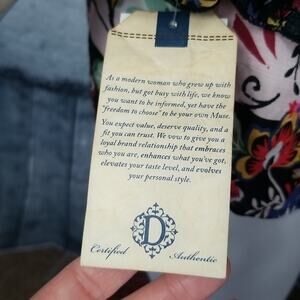 As a modern woman who grew up with
fashion, but got busy with life, we know
you want to be informed, yet have the
"freedom to choose" to be your own Muse.
You expect value, deserve quality, and a
fit you can trust. We vow to give you a
loyal brand relationship that embraces
who you are, enhances what you've got,
elevates your taste level, and evolves
your personal style.
D
Certified Authentic